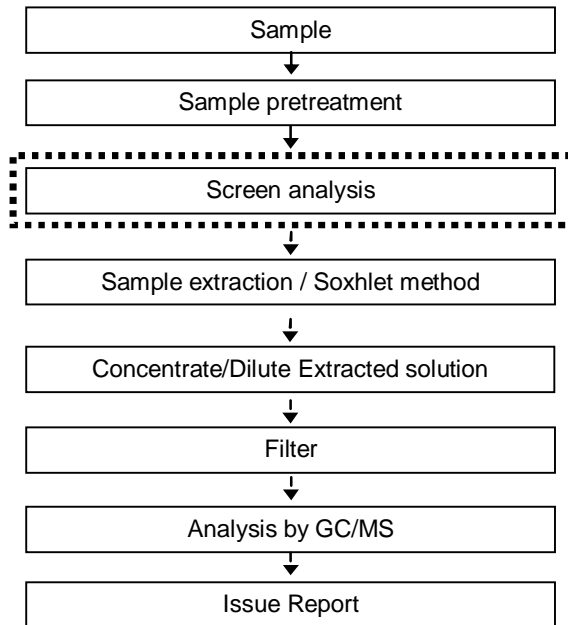 Sample
Sample pretreatment
Screen analysis
Sample extraction / Soxhlet method
Concentrate/Dilute Extracted solution
Filter
Analysis by GC/MS
Issue Report